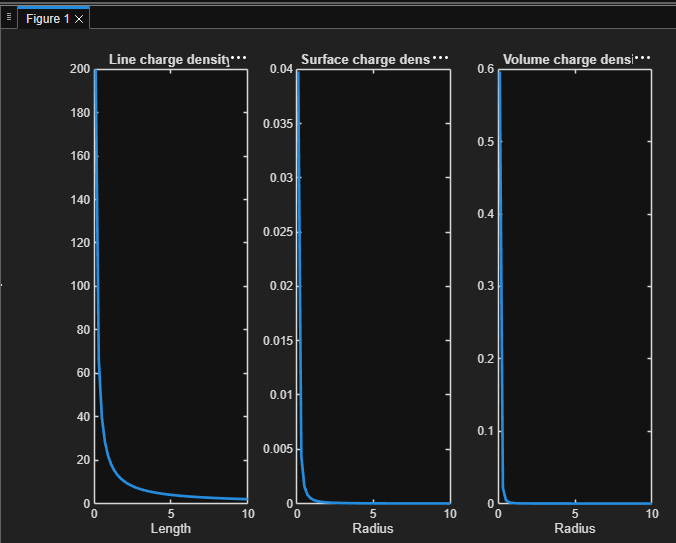 Figure 1
Line charge density...
200
180
160
140
120
100
80
60
40
20
0
0 5 10
Length
Surface charge dens...
0.04
0.035
0.03
0.025
0.02
0.015
0.01
0.005
0
0 5 10
Radius
Volume charge densi...
0.6
0.5
0.4
0.3
0.2
0.1
0
0 5 10
Radius